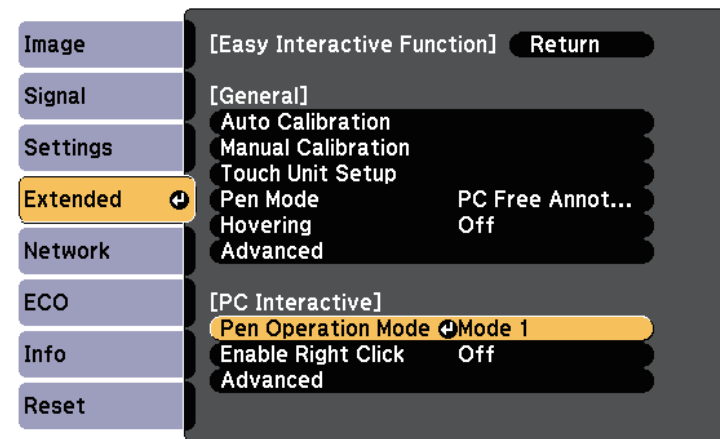 Image
Signal
Settings
Extended
Network
ECO
Info
Reset
[Easy Interactive Function] Return
[General]
Auto Calibration
Manual Calibration
Touch Unit Setup
Pen Mode PC Free Annot...
Hovering Off
Advanced
[PC Interactive]
Pen Operation Mode Mode 1
Enable Right Click Off
Advanced